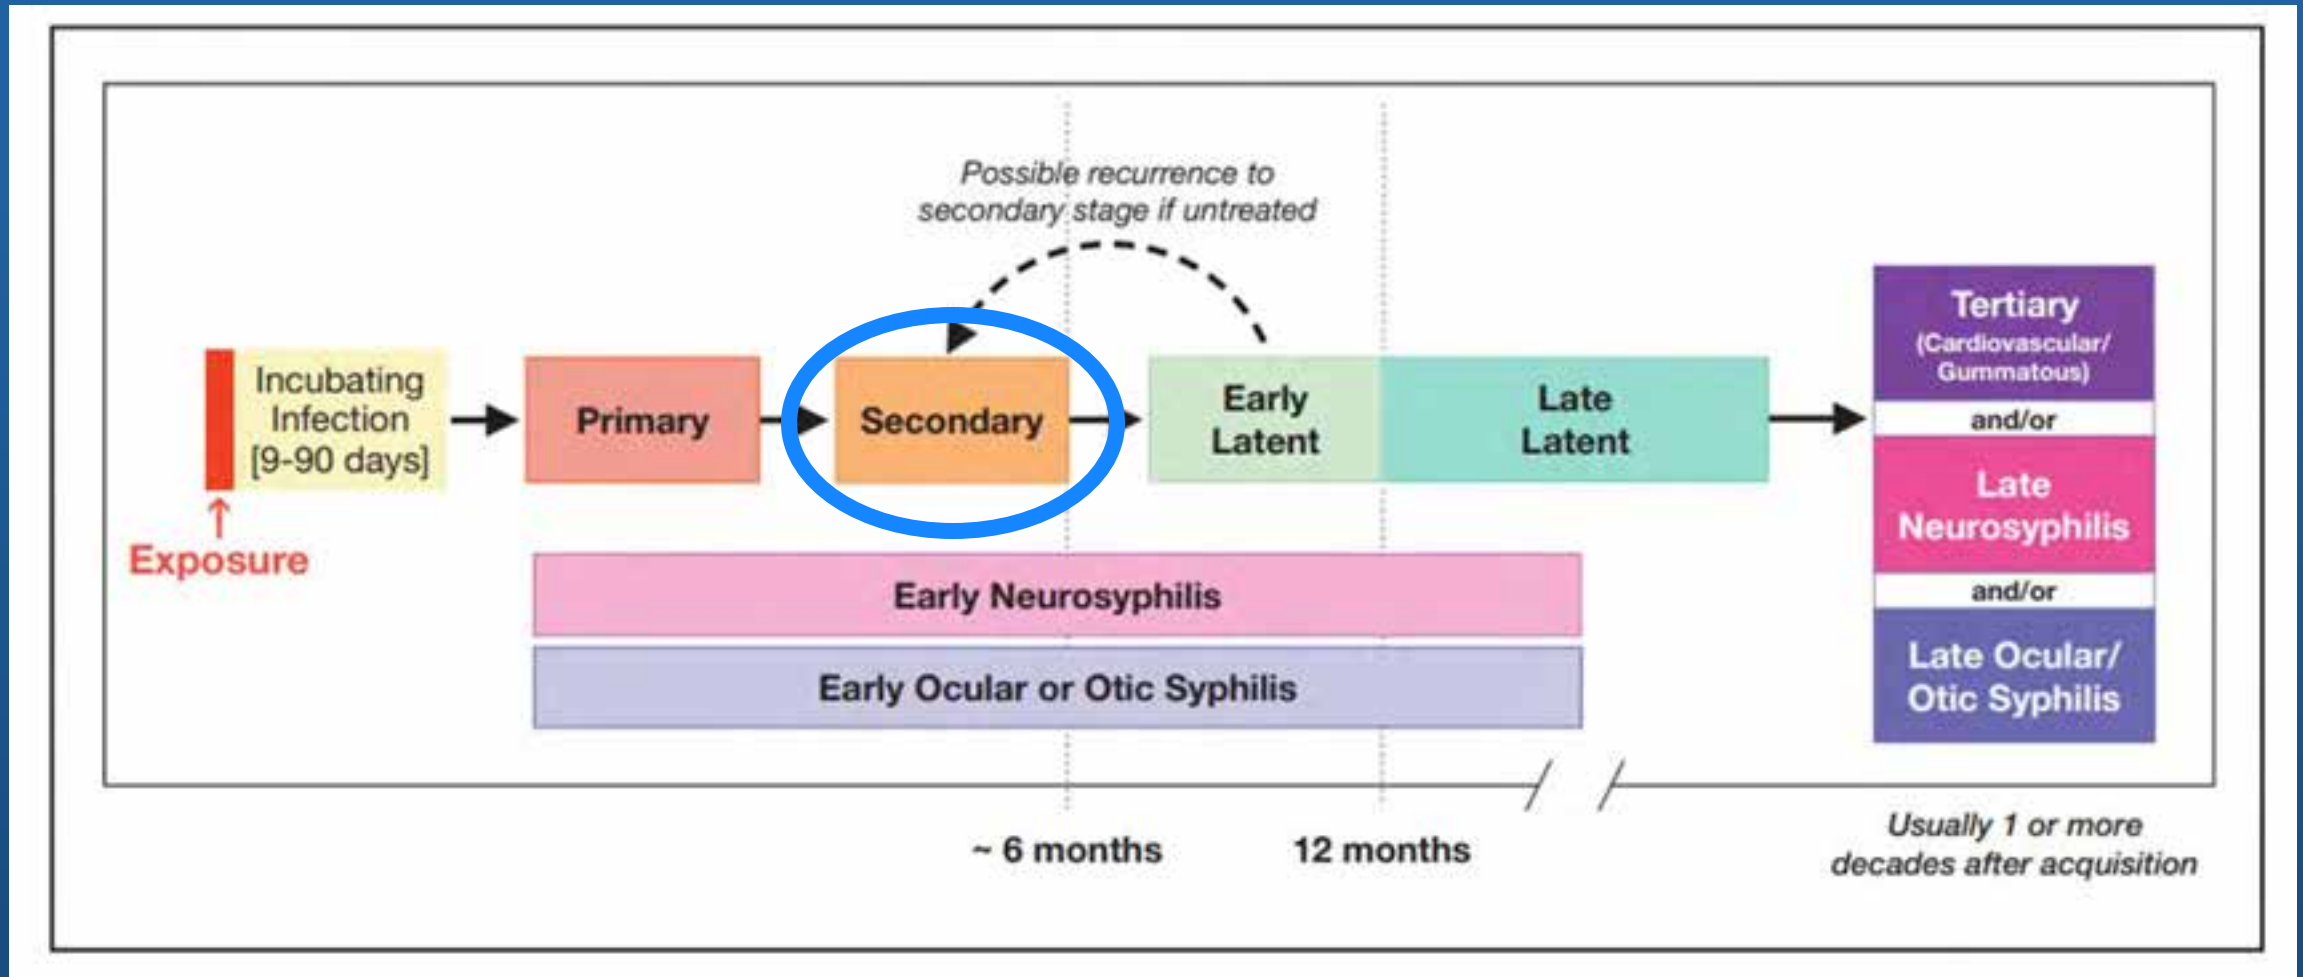 Possible recurrence to
secondary stage if untreated
Incubating
Infection
[9-90 days]
Exposure
Primary
Secondary
Early
Latent
Late
Latent
Tertiary
(Cardiovascular/
Gummatous)
and/or
Late
Neurosyphilis
and/or
Late Ocular/
Otic Syphilis
Early Neurosyphilis
Early Ocular or Otic Syphilis
~ 6 months
12 months
Usually 1 or more
decades after acquisition